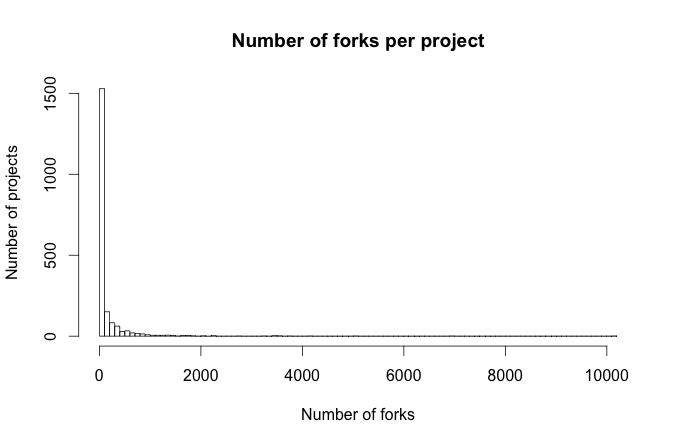 Number of forks per project
Number of projects
1500
1000
500
0
0 2000 4000 6000 8000 10000
Number of forks